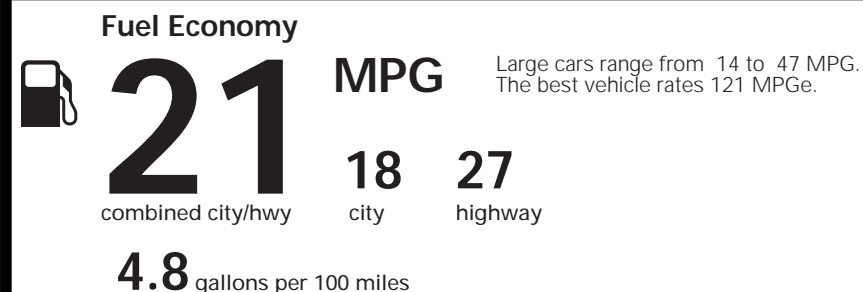 Fuel Economy
21 MPG
Large cars range from 14 to 47 MPG.
The best vehicle rates 121 MPGe.
18 27
combined city/hwy city highway
4.8 gallons per 100 miles